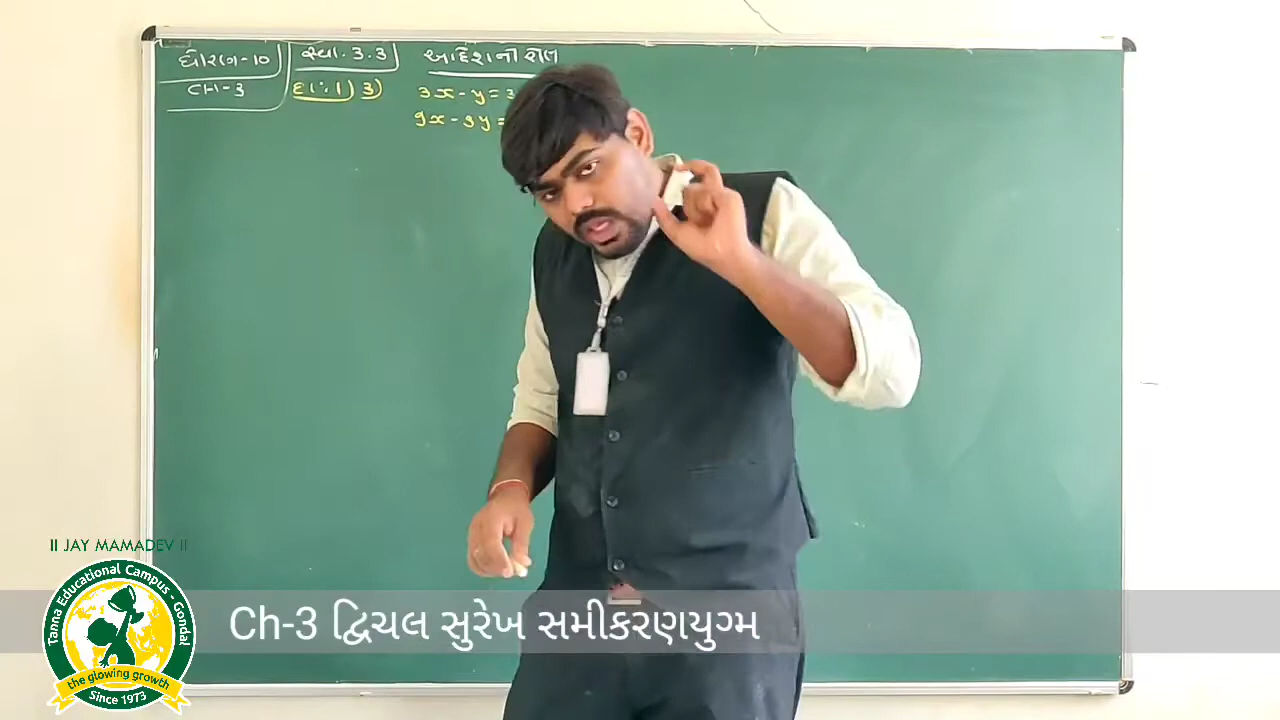 ધોરણ-10
CH-3
સ્વા. 3.3
દા:.1) 3)
આદેશની રીત
3x - y = 3
9x - 3y =
II JAY MAMADEV II
Tanna Educational Campus - Gondal
the glowing growth
Since 1973
Ch-3 દ્વિચલ સુરેખ સમીકરણયુગ્મ